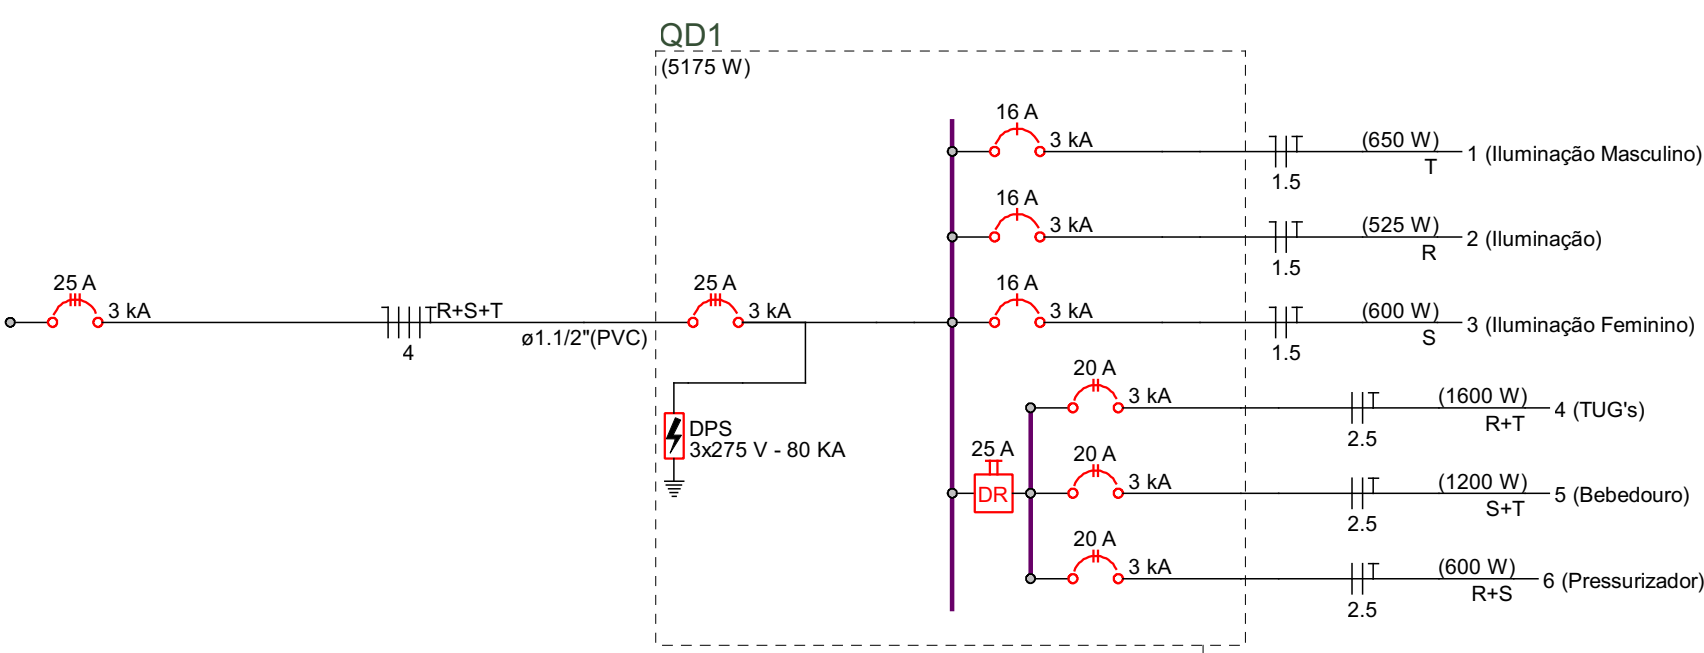 QD1
(5175 W)
16 A
3 kA
1.5
(650 W)
T
1 (Iluminação Masculino)
16 A
3 kA
1.5
(525 W)
R
2 (Iluminação)
25 A
3 kA
R+S+T
4
ø1.1/2"(PVC)
25 A
3 kA
16 A
3 kA
1.5
(600 W)
S
3 (Iluminação Feminino)
DPS
3x275 V - 80 KA
20 A
3 kA
2.5
(1600 W)
R+T
4 (TUG's)
25 A
DR
20 A
3 kA
2.5
(1200 W)
S+T
5 (Bebedouro)
20 A
3 kA
2.5
(600 W)
R+S
6 (Pressurizador)